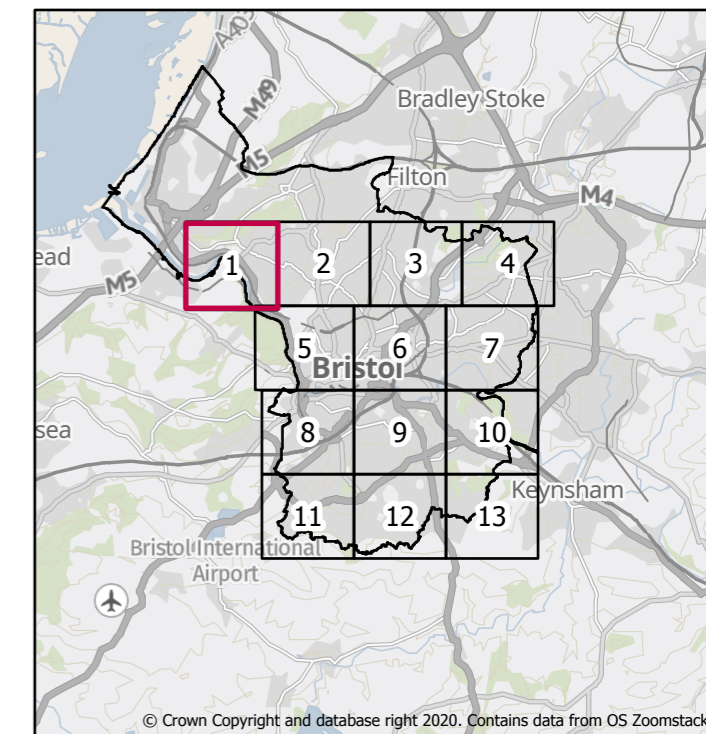 A403
M49
Bradley Stoke
M5
Filton
M4
ead
M5
1
2
3
4
5
6
7
Bristol
8
9
10
sea
Keynsham
11
12
13
Bristol International
Airport
© Crown Copyright and database right 2020. Contains data from OS Zoomstack